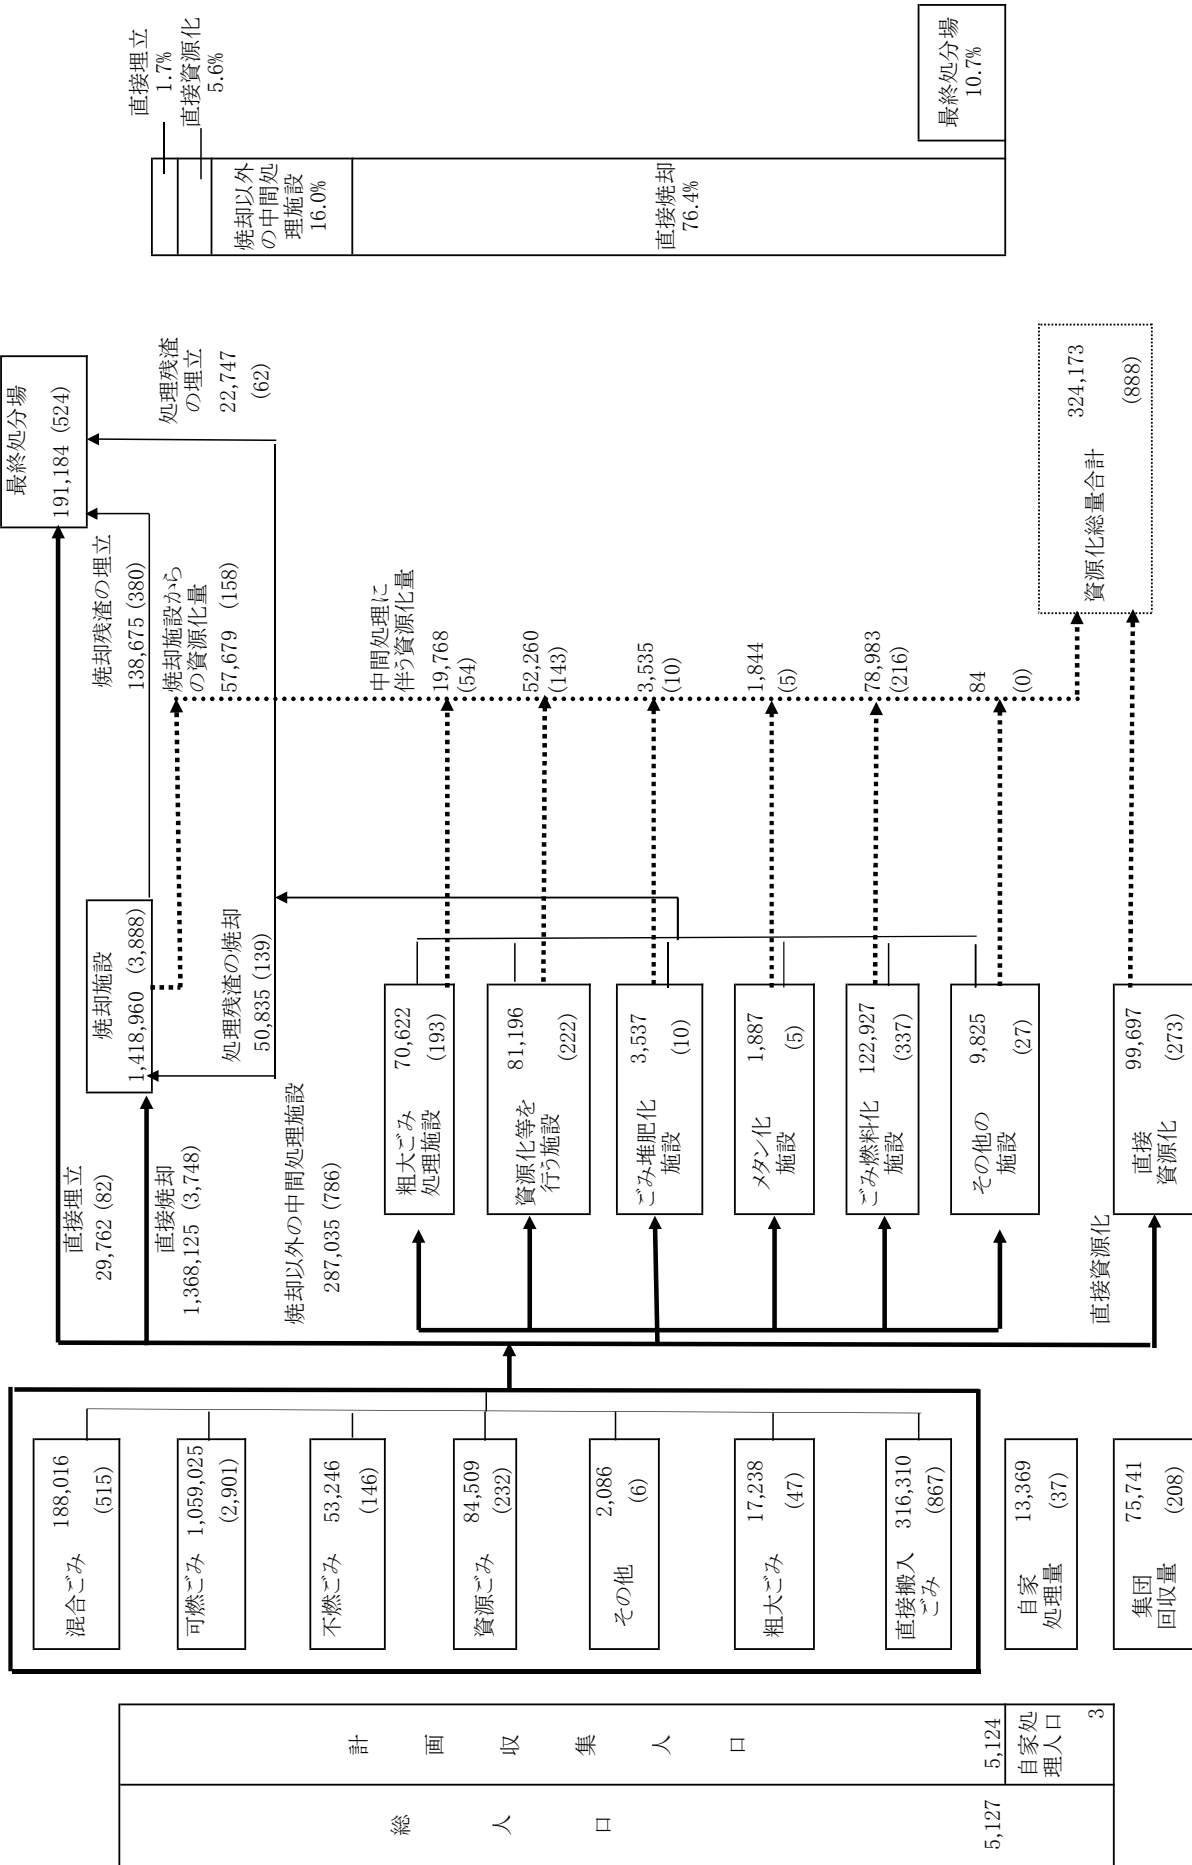 総人口
5,127
計画収集人口
5,124
自家処
理人口
3
混合ごみ
188,016
(515)
可燃ごみ 1,059,025
(2,901)
不燃ごみ 53,246
(146)
資源ごみ 84,509
(232)
その他 2,086
(6)
粗大ごみ 17,238
(47)
直接搬入 316,310
ごみ (867)
自家 13,369
処理量 (37)
集団 75,741
回収量 (208)
直接埋立
29,762 (82)
直接焼却
1,368,125 (3,748)
焼却以外の中間処理施設
287,035 (786)
直接資源化
焼却施設
1,418,960 (3,888)
処理残渣の焼却
50,835 (139)
粗大ごみ 70,622
処理施設 (193)
資源化等を 81,196
行う施設 (222)
ごみ堆肥化 3,537
施設 (10)
メタン化 1,887
施設 (5)
ごみ燃料化 122,927
施設 (337)
その他の 9,825
施設 (27)
直接 99,697
資源化 (273)
最終処分場
191,184 (524)
焼却残渣の埋立
138,675 (380)
焼却施設から
の資源化量
57,679 (158)
処理残渣
の埋立
22,747
(62)
中間処理に
伴う資源化量
19,768
(54)
52,260
(143)
3,535
(10)
1,844
(5)
78,983
(216)
84
(0)
資源化総量合計 324,173
(888)
直接埋立
1.7%
直接資源化
5.6%
焼却以外
の中間処
理施設
16.0%
直接焼却
76.4%
最終処分場
10.7%